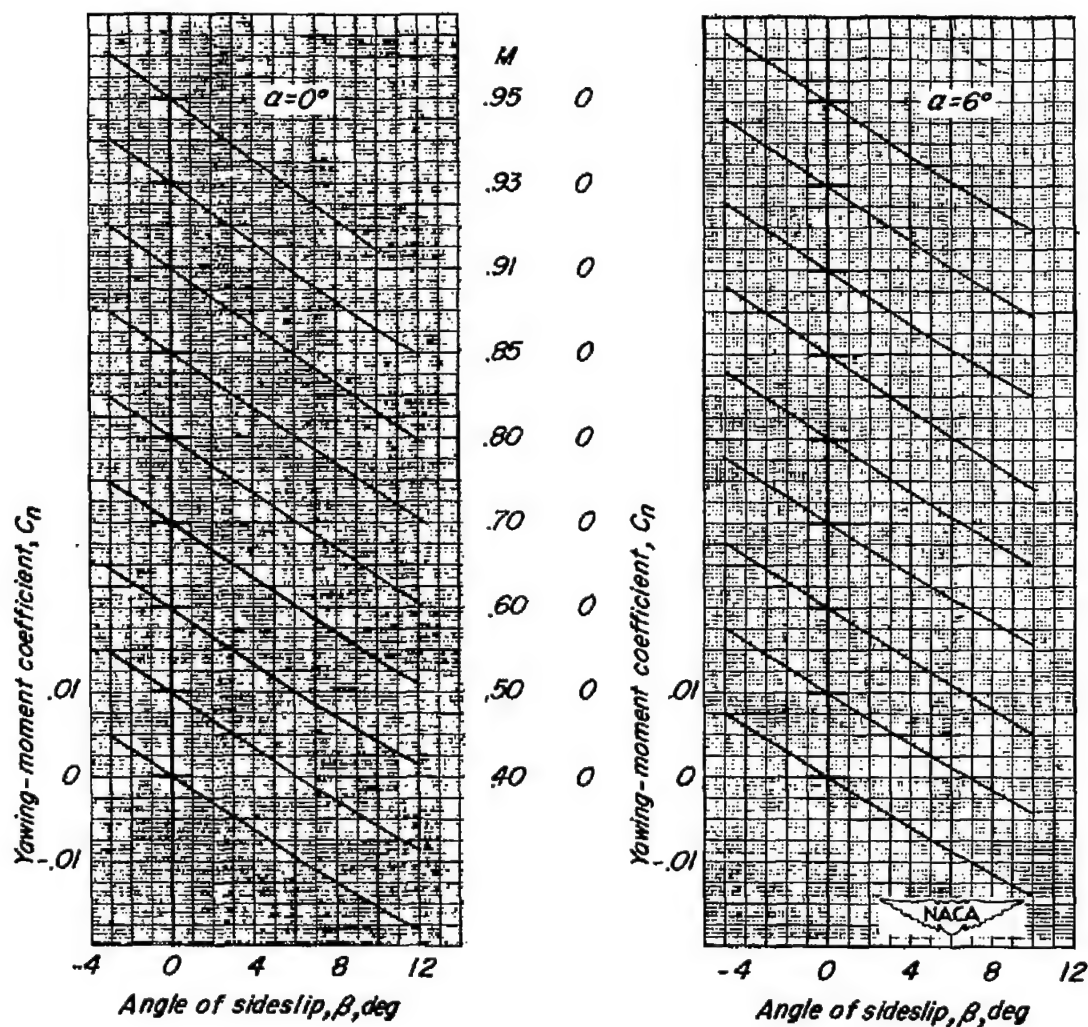 α=0°
M
.95 0
.93 0
.91 0
.85 0
.80 0
.70 0
.60 0
.50 0
.40 0
Yawing-moment coefficient, Cn
.01
0
-.01
-4 0 4 8 12
Angle of sideslip, β, deg
α=6°
Yawing-moment coefficient, Cn
.01
0
-.01
NACA
-4 0 4 8 12
Angle of sideslip, β, deg